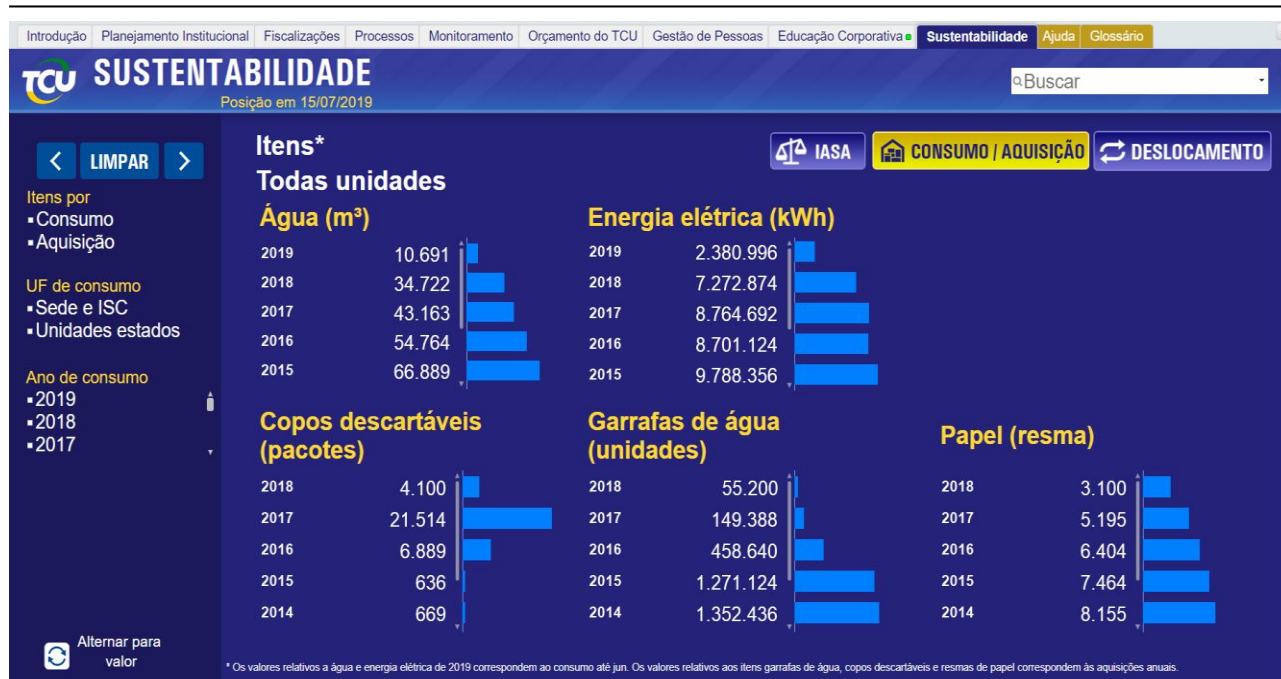 Introdução Planejamento Institucional Fiscalizações Processos Monitoramento Orçamento do TCU Gestão de Pessoas Educação Corporativa Sustentabilidade Ajuda Glossário
TCU SUSTENTABILIDADE
Posição em 15/07/2019
Buscar
LIMPAR
Itens por
▪Consumo
▪Aquisição
UF de consumo
▪Sede e ISC
▪Unidades estados
Ano de consumo
▪2019
▪2018
▪2017
Alternar para
valor
Itens*
Todas unidades
IASA
CONSUMO / AQUISIÇÃO
DESLOCAMENTO
Água (m³)
2019 10.691
2018 34.722
2017 43.163
2016 54.764
2015 66.889
Energia elétrica (kWh)
2019 2.380.996
2018 7.272.874
2017 8.764.692
2016 8.701.124
2015 9.788.356
Copos descartáveis
(pacotes)
2018 4.100
2017 21.514
2016 6.889
2015 636
2014 669
Garrafas de água
(unidades)
2018 55.200
2017 149.388
2016 458.640
2015 1.271.124
2014 1.352.436
Papel (resma)
2018 3.100
2017 5.195
2016 6.404
2015 7.464
2014 8.155
* Os valores relativos a água e energia elétrica de 2019 correspondem ao consumo até jun. Os valores relativos aos itens garrafas de água, copos descartáveis e resmas de papel correspondem às aquisições anuais.